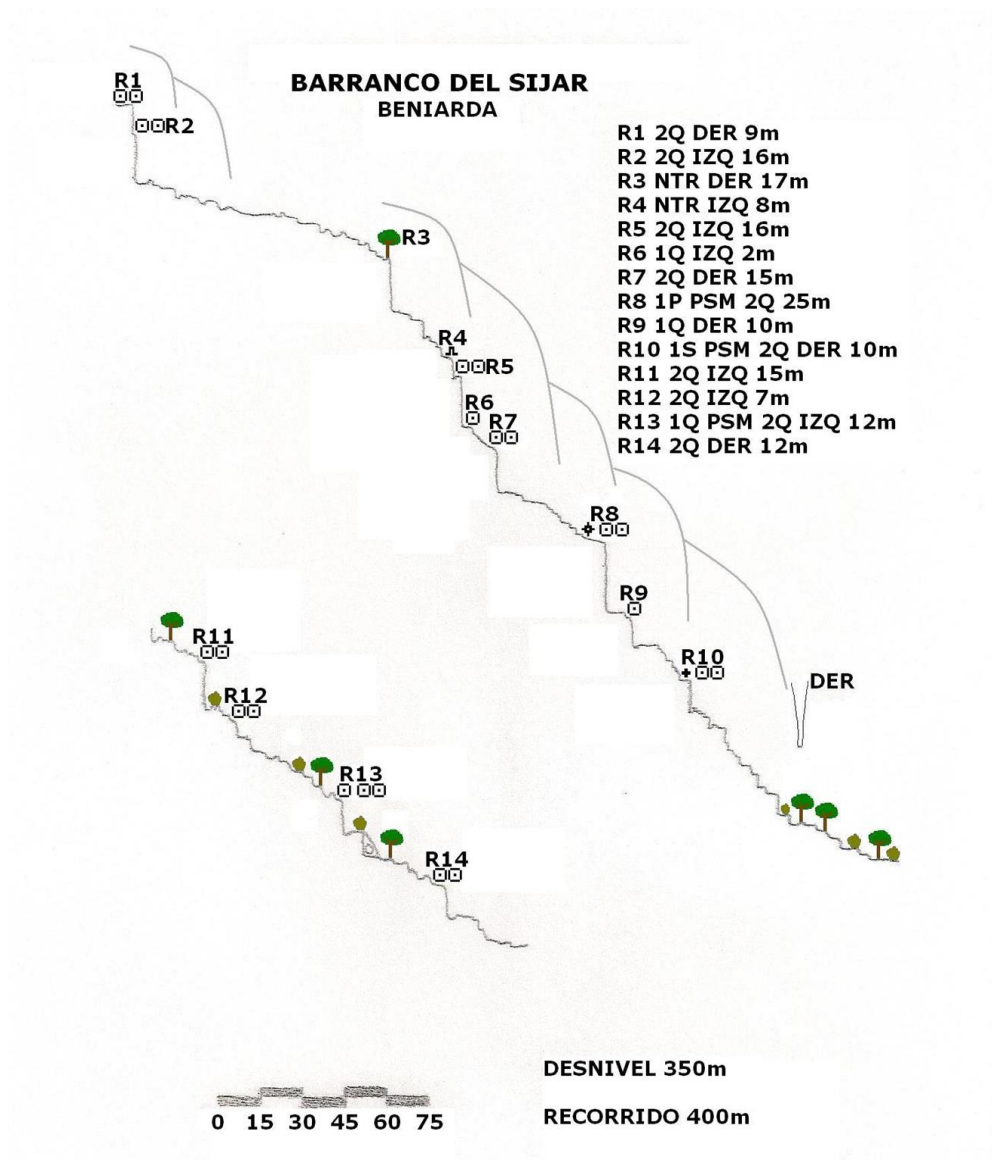 BARRANCO DEL SIJAR
BENIARDA
R1
R2
R1 2Q DER 9m
R2 2Q IZQ 16m
R3 NTR DER 17m
R4 NTR IZQ 8m
R5 2Q IZQ 16m
R6 1Q IZQ 2m
R7 2Q DER 15m
R8 1P PSM 2Q 25m
R9 1Q DER 10m
R10 1S PSM 2Q DER 10m
R11 2Q IZQ 15m
R12 2Q IZQ 7m
R13 1Q PSM 2Q IZQ 12m
R14 2Q DER 12m
R3
R4
R5
R6
R7
R8
R9
R10
DER
R11
R12
R13
R14
DESNIVEL 350m
RECORRIDO 400m
0 15 30 45 60 75